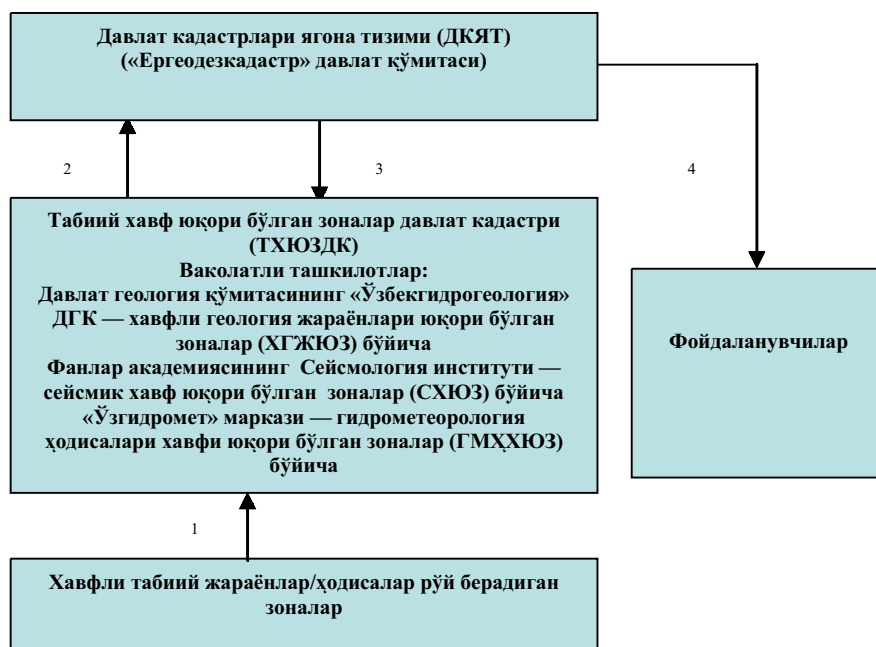 Давлат кадастрлари ягона тизими (ДКЯТ)
(«Ергеодезкадастр» давлат қўмитаси)
2
3
4
Табиий хавф юқори бўлган зоналар давлат кадастри
(ТХЮЗДК)
Ваколатли ташкилотлар:
Давлат геология қўмитасининг «Ўзбекгидрогеология»
ДГК — хавфли геология жараёнлари юқори бўлган
зоналар (ХГЖЮЗ) бўйича
Фанлар академиясининг Сейсмология институти —
сейсмик хавф юқори бўлган зоналар (СХЮЗ) бўйича
«Ўзгидромет» маркази — гидрометеорология
ҳодисалари хавфи юқори бўлган зоналар (ГМҲХЮЗ)
бўйича
Фойдаланувчилар
1
Хавфли табиий жараёнлар/ҳодисалар рўй берадиган
зоналар